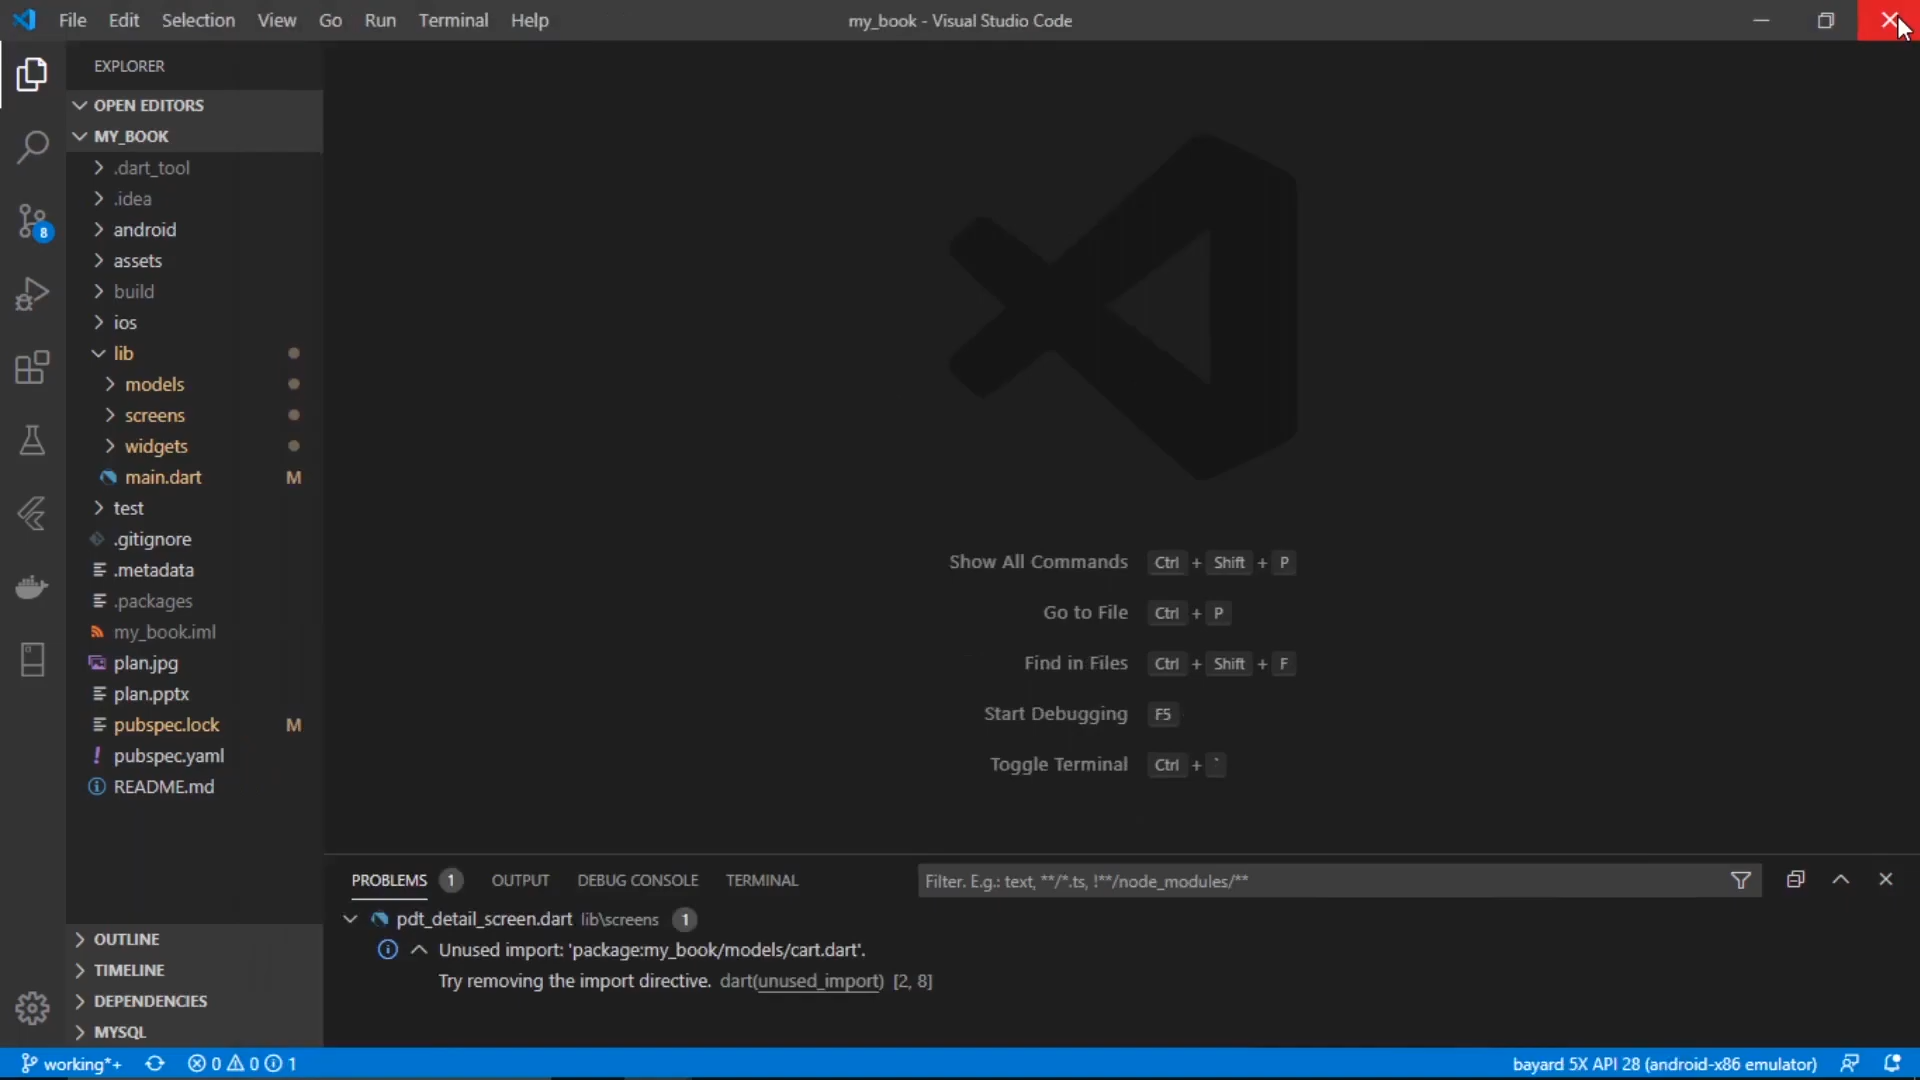 File Edit Selection View Go Run Terminal Help
my_book - Visual Studio Code
EXPLORER
OPEN EDITORS
MY_BOOK
.dart_tool
.idea
android
assets
build
ios
lib
models
screens
widgets
main.dart M
test
.gitignore
.metadata
.packages
my_book.iml
plan.jpg
plan.pptx
pubspec.lock M
pubspec.yaml
README.md
OUTLINE
TIMELINE
DEPENDENCIES
MYSQL
8
Show All Commands Ctrl + Shift + P
Go to File Ctrl + P
Find in Files Ctrl + Shift + F
Start Debugging F5
Toggle Terminal Ctrl + `
PROBLEMS 1 OUTPUT DEBUG CONSOLE TERMINAL
Filter. E.g.: text, **/*.ts, !**/node_modules/**
pdt_detail_screen.dart lib\screens 1
Unused import: 'package:my_book/models/cart.dart'.
Try removing the import directive. dart(unused_import) [2, 8]
working*+ 0 0 1
bayard 5X API 28 (android-x86 emulator)